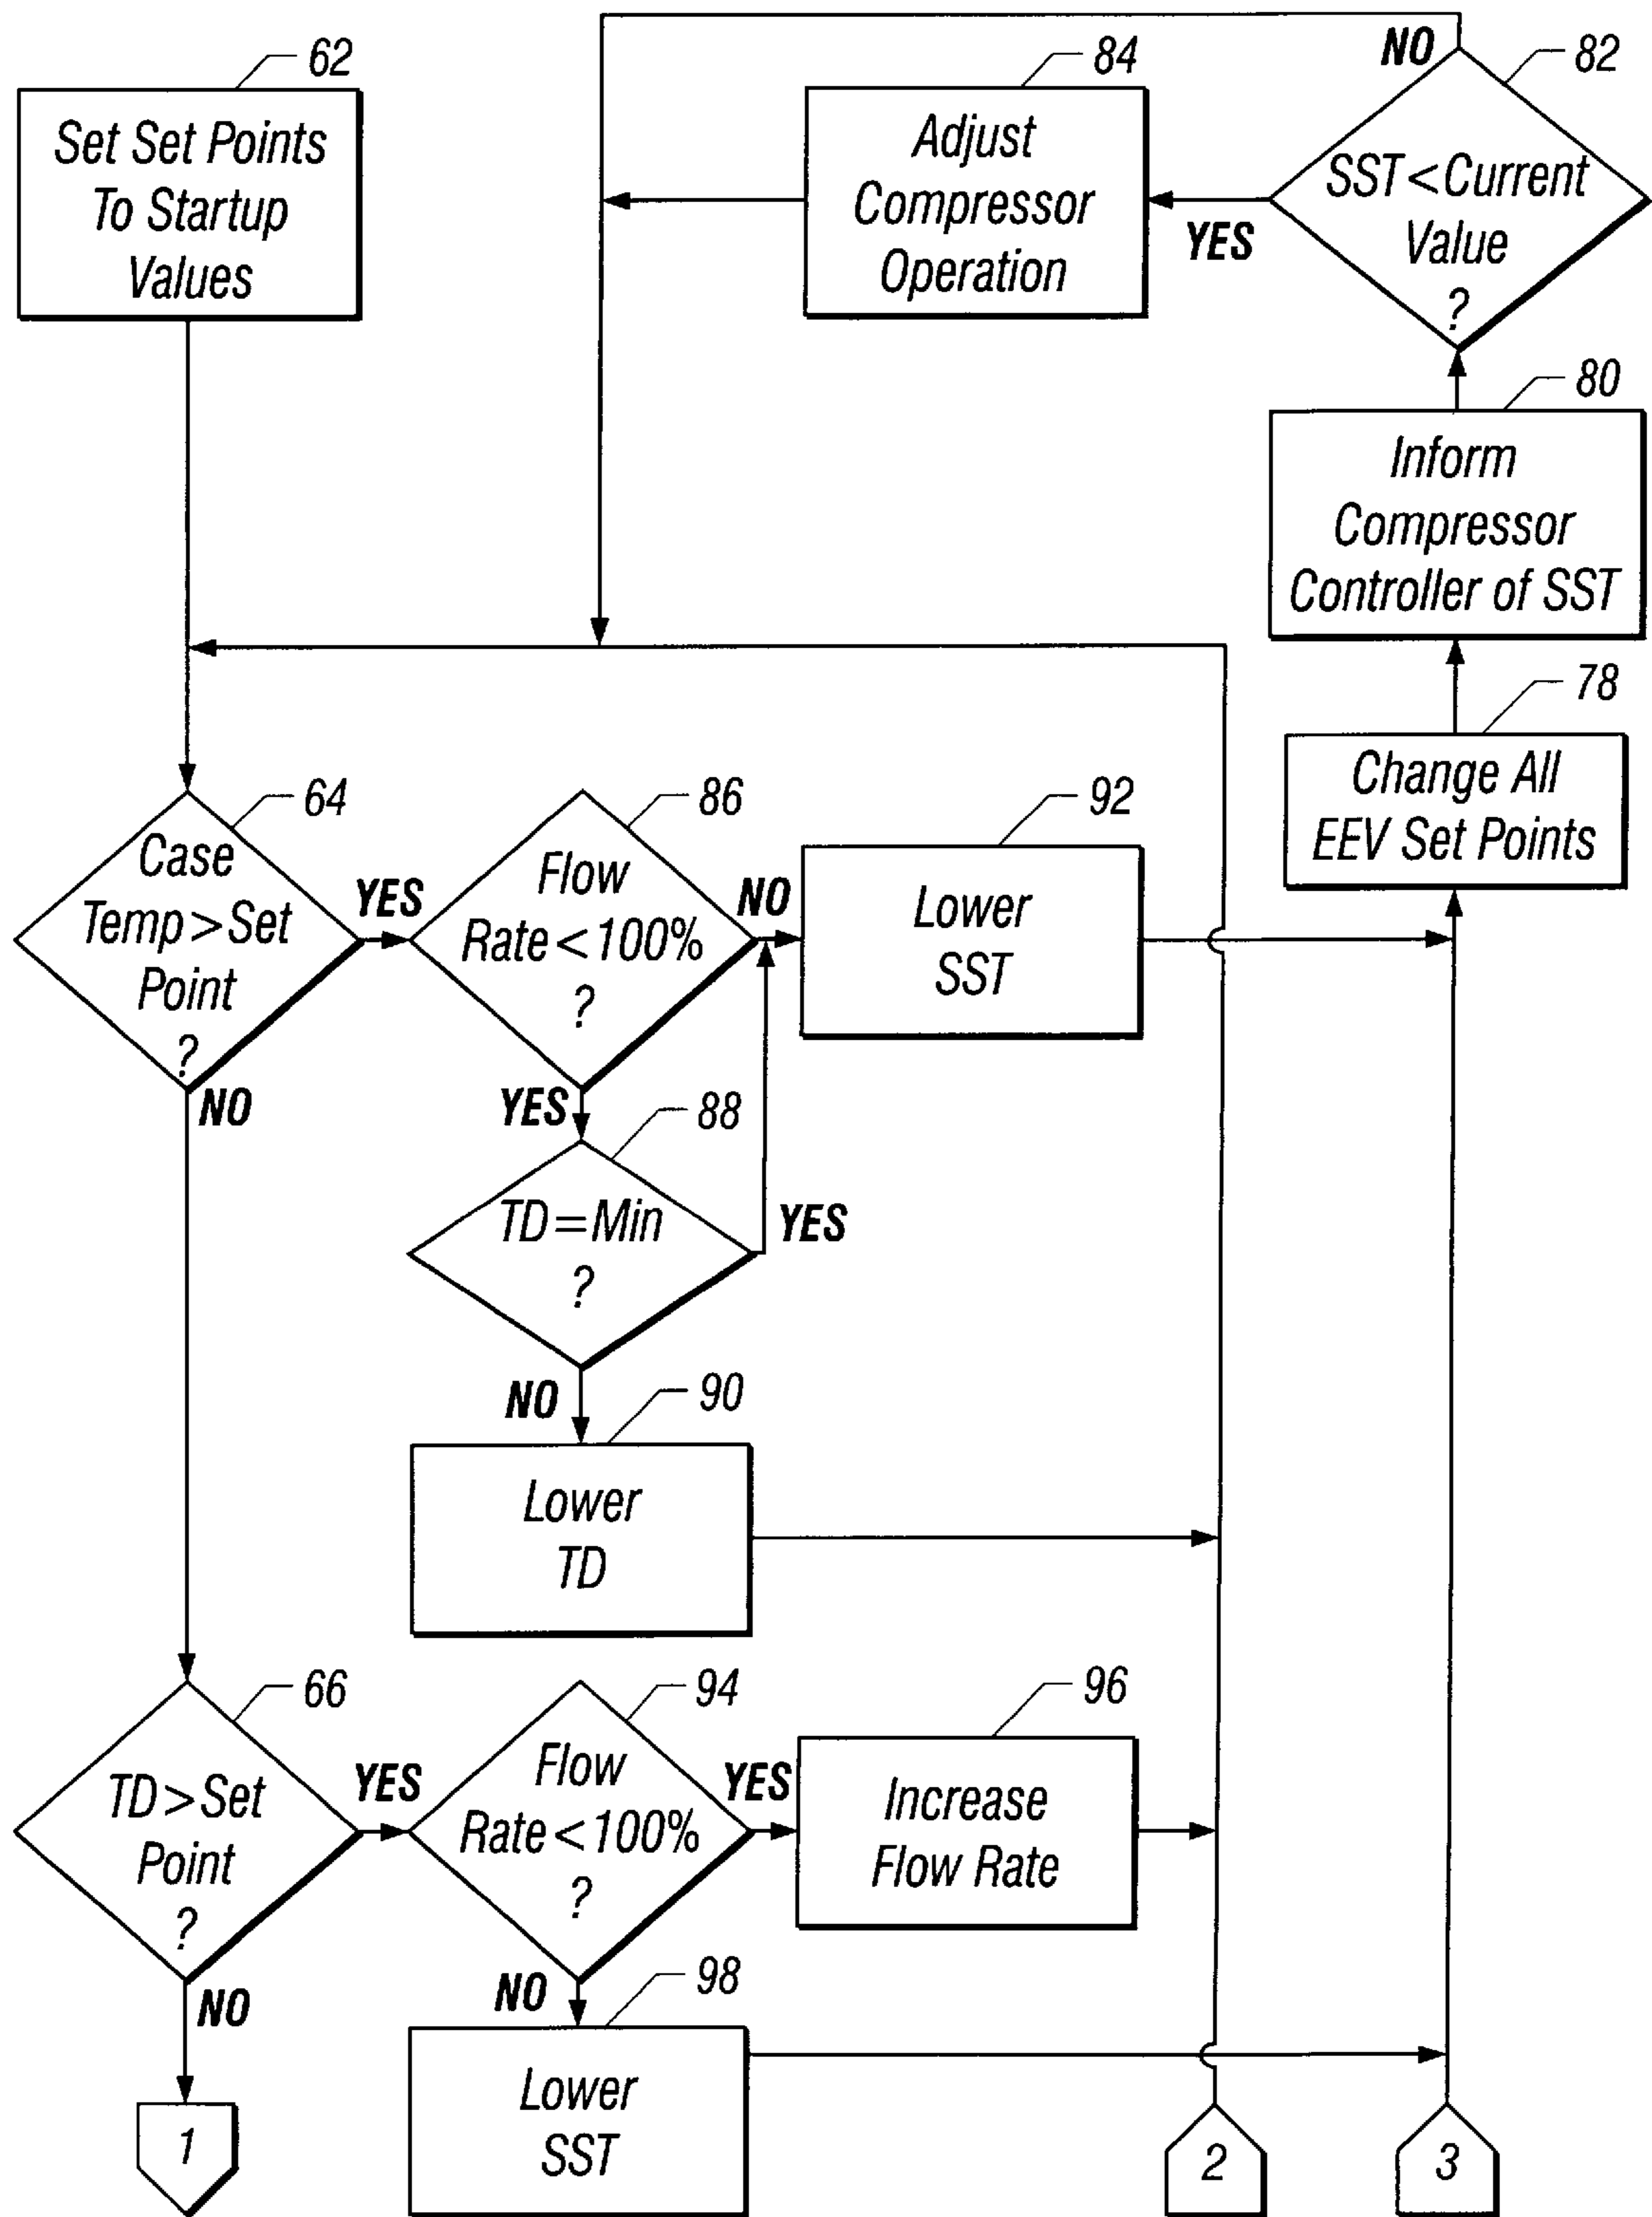 62
Set Set Points
To Startup
Values
84
Adjust
Compressor
Operation
NO
82
SST<Current
Value
?
YES
80
Inform
Compressor
Controller of SST
78
Change All
EEV Set Points
64
Case
Temp>Set
Point
?
YES
NO
86
Flow
Rate<100%
?
NO
YES
92
Lower
SST
88
TD=Min
?
YES
NO
90
Lower
TD
66
TD>Set
Point
?
YES
NO
94
Flow
Rate<100%
?
YES
NO
96
Increase
Flow Rate
98
Lower
SST
1
2
3